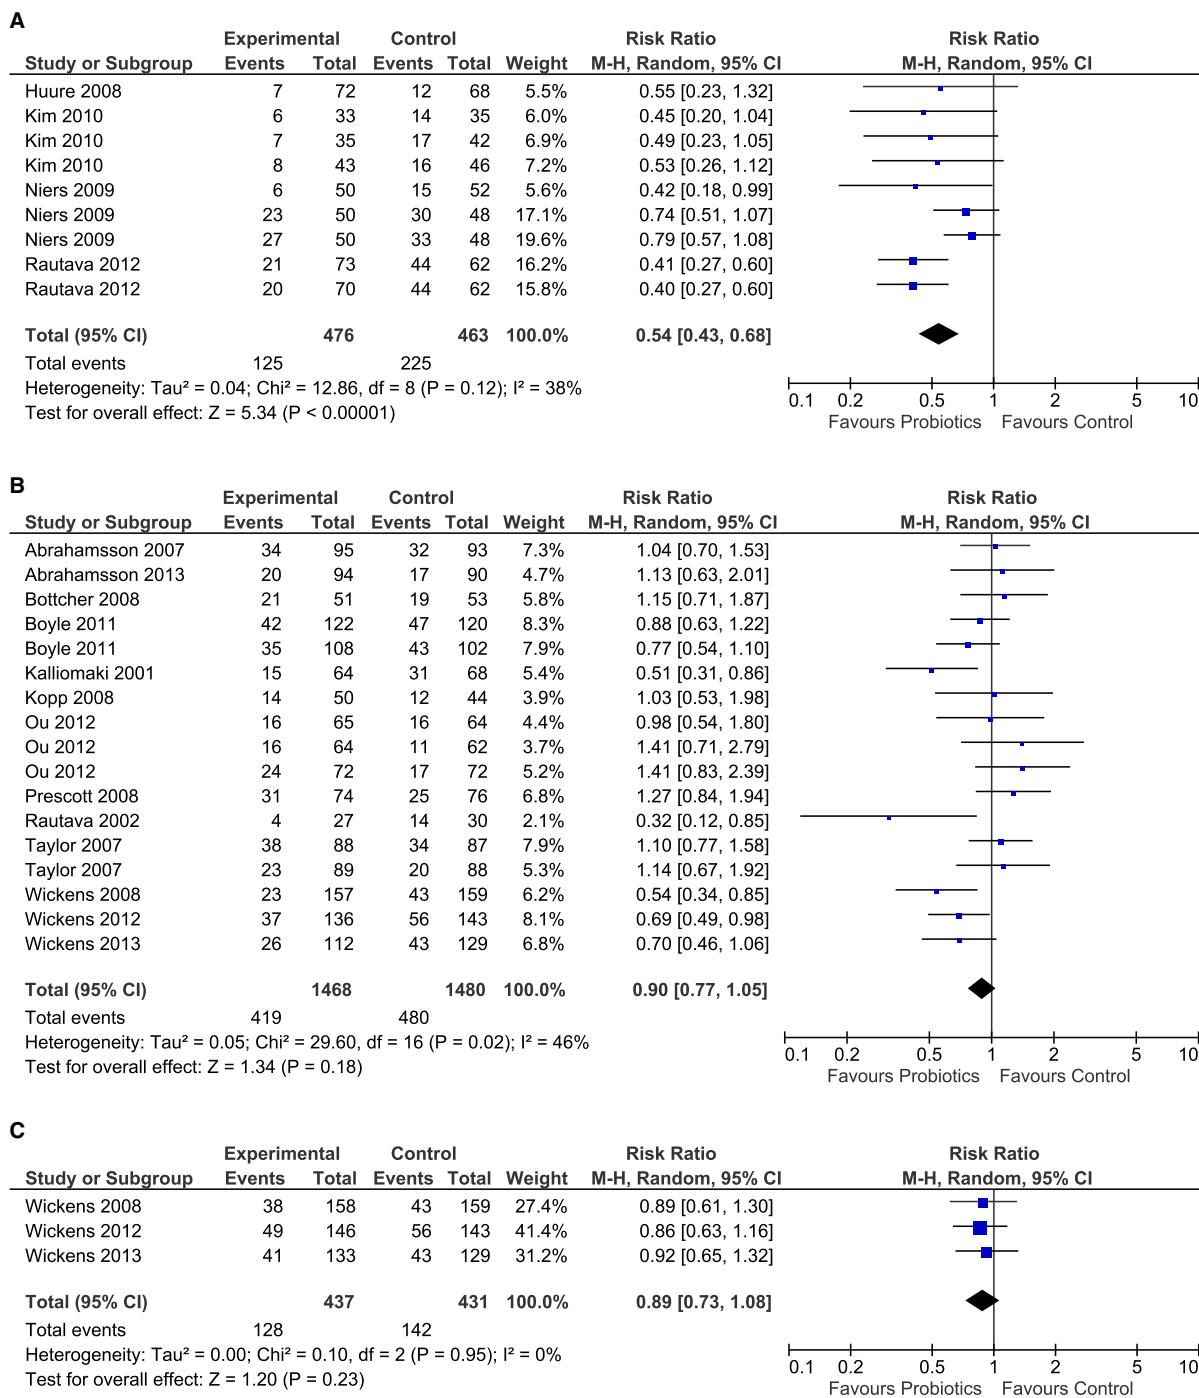 A
Experimental Control Risk Ratio Risk Ratio
Study or Subgroup Events Total Events Total Weight M-H, Random, 95% CI M-H, Random, 95% CI
Huure 2008 7 72 12 68 5.5% 0.55 [0.23, 1.32]
Kim 2010 6 33 14 35 6.0% 0.45 [0.20, 1.04]
Kim 2010 7 35 17 42 6.9% 0.49 [0.23, 1.05]
Kim 2010 8 43 16 46 7.2% 0.53 [0.26, 1.12]
Niers 2009 6 50 15 52 5.6% 0.42 [0.18, 0.99]
Niers 2009 23 50 30 48 17.1% 0.74 [0.51, 1.07]
Niers 2009 27 50 33 48 19.6% 0.79 [0.57, 1.08]
Rautava 2012 21 73 44 62 16.2% 0.41 [0.27, 0.60]
Rautava 2012 20 70 44 62 15.8% 0.40 [0.27, 0.60]
Total (95% CI) 476 463 100.0% 0.54 [0.43, 0.68]
Total events 125 225
Heterogeneity: Tau² = 0.04; Chi² = 12.86, df = 8 (P = 0.12); I² = 38%
Test for overall effect: Z = 5.34 (P < 0.00001)
0.1 0.2 0.5 1 2 5 10
Favours Probiotics Favours Control
B
Experimental Control Risk Ratio Risk Ratio
Study or Subgroup Events Total Events Total Weight M-H, Random, 95% CI M-H, Random, 95% CI
Abrahamsson 2007 34 95 32 93 7.3% 1.04 [0.70, 1.53]
Abrahamsson 2013 20 94 17 90 4.7% 1.13 [0.63, 2.01]
Bottcher 2008 21 51 19 53 5.8% 1.15 [0.71, 1.87]
Boyle 2011 42 122 47 120 8.3% 0.88 [0.63, 1.22]
Boyle 2011 35 108 43 102 7.9% 0.77 [0.54, 1.10]
Kalliomaki 2001 15 64 31 68 5.4% 0.51 [0.31, 0.86]
Kopp 2008 14 50 12 44 3.9% 1.03 [0.53, 1.98]
Ou 2012 16 65 16 64 4.4% 0.98 [0.54, 1.80]
Ou 2012 16 64 11 62 3.7% 1.41 [0.71, 2.79]
Ou 2012 24 72 17 72 5.2% 1.41 [0.83, 2.39]
Prescott 2008 31 74 25 76 6.8% 1.27 [0.84, 1.94]
Rautava 2002 4 27 14 30 2.1% 0.32 [0.12, 0.85]
Taylor 2007 38 88 34 87 7.9% 1.10 [0.77, 1.58]
Taylor 2007 23 89 20 88 5.3% 1.14 [0.67, 1.92]
Wickens 2008 23 157 43 159 6.2% 0.54 [0.34, 0.85]
Wickens 2012 37 136 56 143 8.1% 0.69 [0.49, 0.98]
Wickens 2013 26 112 43 129 6.8% 0.70 [0.46, 1.06]
Total (95% CI) 1468 1480 100.0% 0.90 [0.77, 1.05]
Total events 419 480
Heterogeneity: Tau² = 0.05; Chi² = 29.60, df = 16 (P = 0.02); I² = 46%
Test for overall effect: Z = 1.34 (P = 0.18)
0.1 0.2 0.5 1 2 5 10
Favours Probiotics Favours Control
C
Experimental Control Risk Ratio Risk Ratio
Study or Subgroup Events Total Events Total Weight M-H, Random, 95% CI M-H, Random, 95% CI
Wickens 2008 38 158 43 159 27.4% 0.89 [0.61, 1.30]
Wickens 2012 49 146 56 143 41.4% 0.86 [0.63, 1.16]
Wickens 2013 41 133 43 129 31.2% 0.92 [0.65, 1.32]
Total (95% CI) 437 431 100.0% 0.89 [0.73, 1.08]
Total events 128 142
Heterogeneity: Tau² = 0.00; Chi² = 0.10, df = 2 (P = 0.95); I² = 0%
Test for overall effect: Z = 1.20 (P = 0.23)
0.1 0.2 0.5 1 2 5 10
Favours Probiotics Favours Control